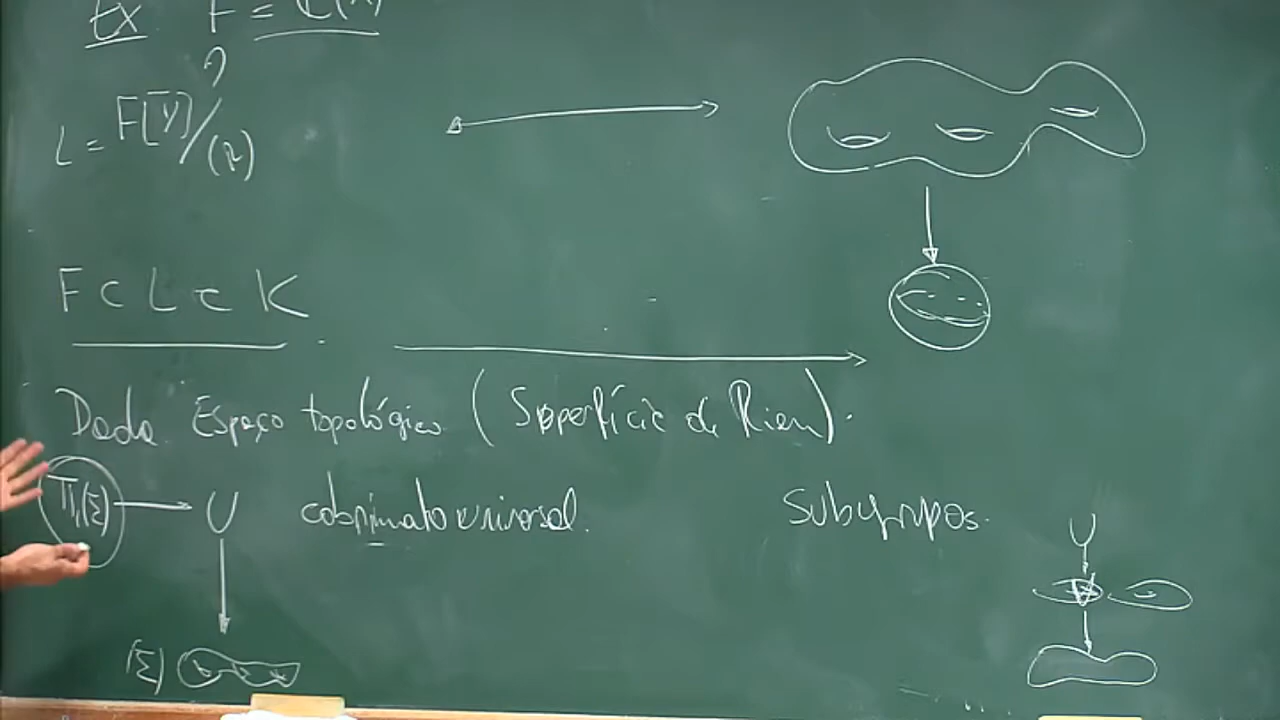 Ex F = C(x)
L = F[Y]/(P)
F ⊂ L ⊂ K
Dado Espaço topológico (Superfície de Riem).
π₁(Σ) → U cobrimento universal. Subgrupos.
U
(Σ)